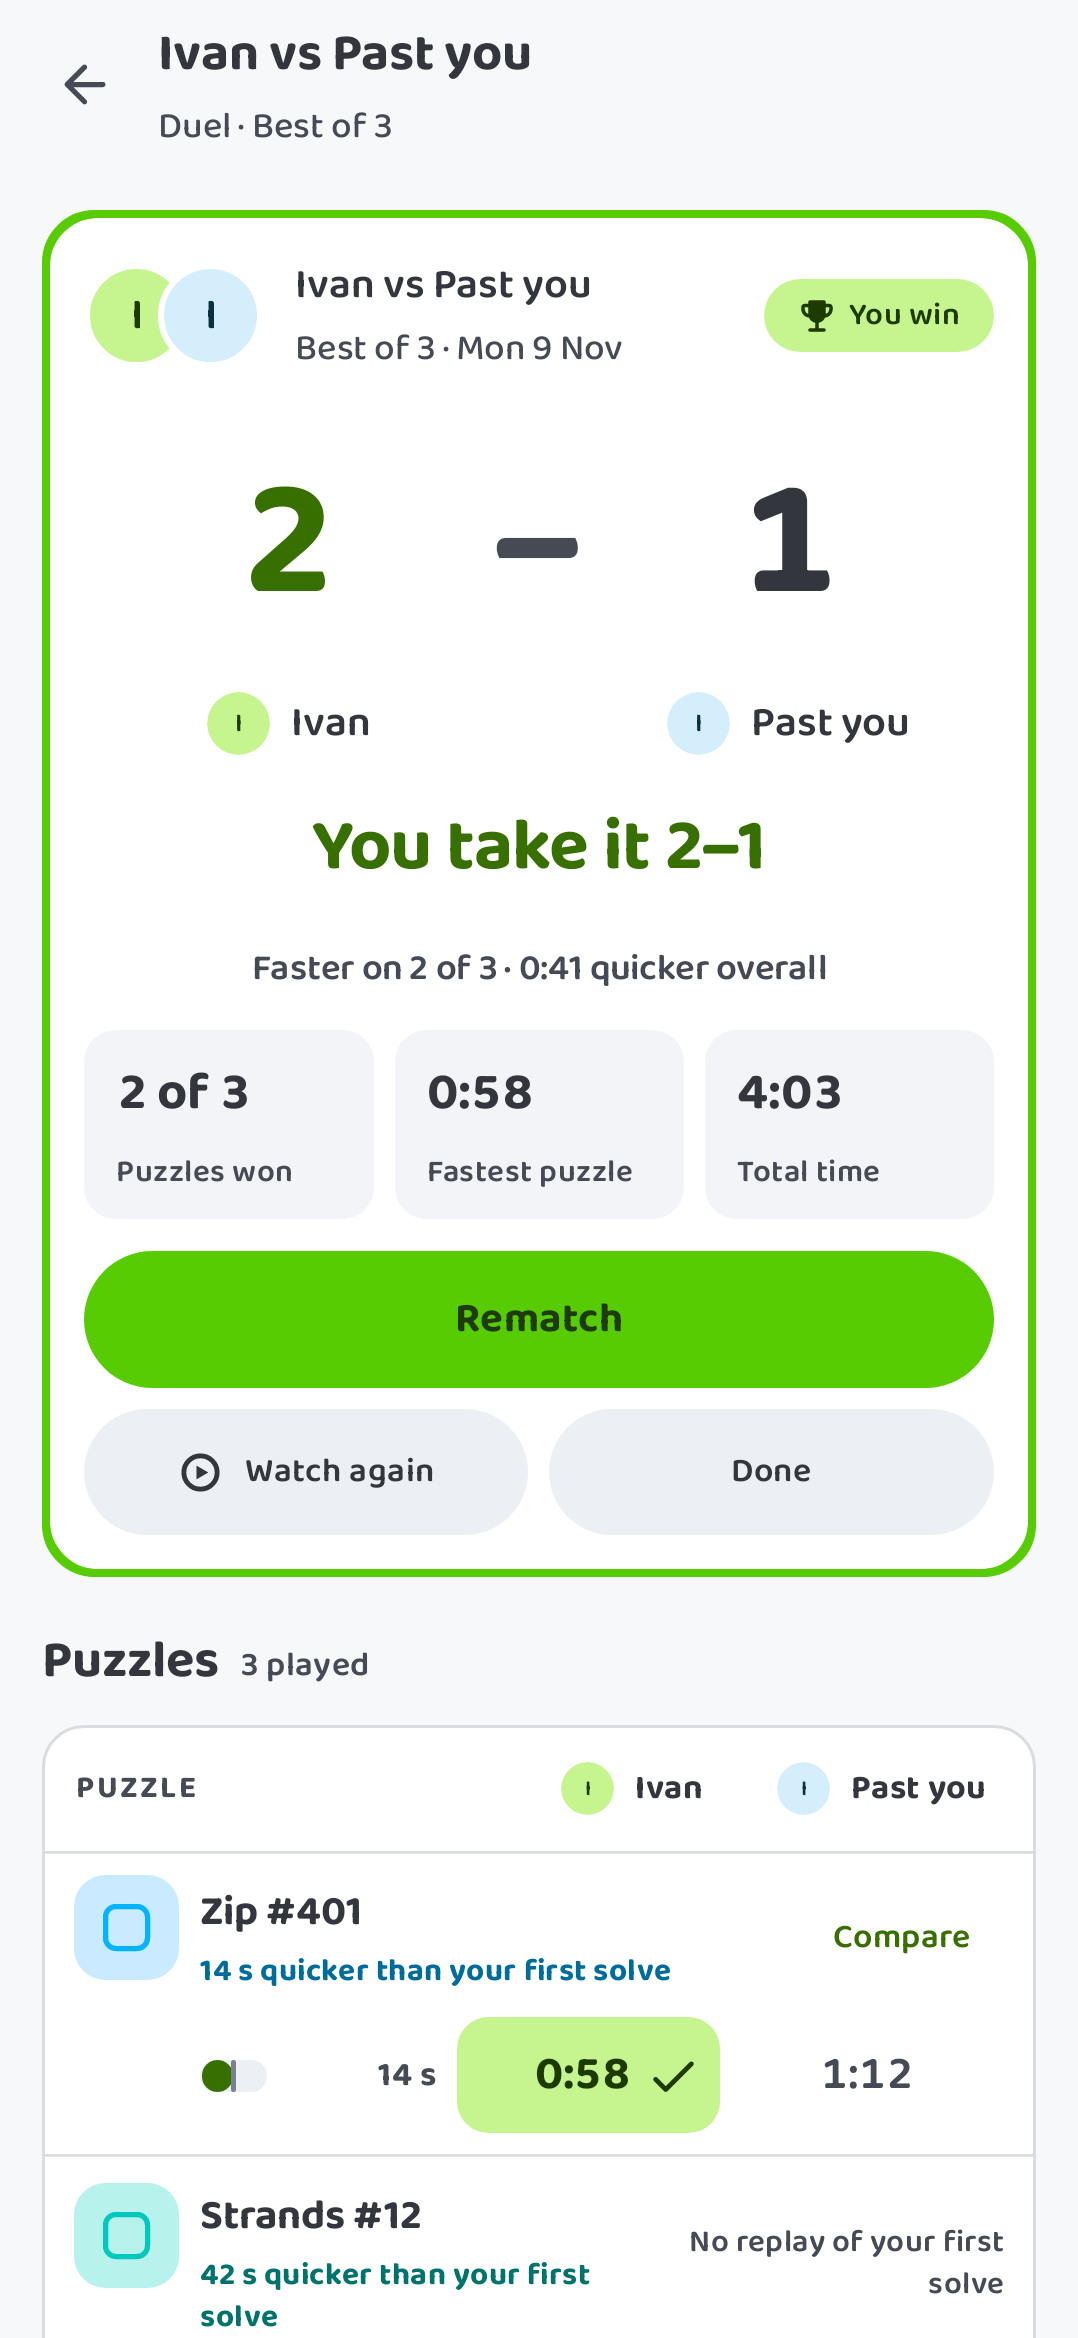 Ivan vs Past you
Duel · Best of 3
I
I
Ivan vs Past you
Best of 3 · Mon 9 Nov
You win
2 – 1
I
Ivan
I
Past you
You take it 2–1
Faster on 2 of 3 · 0:41 quicker overall
2 of 3
Puzzles won
0:58
Fastest puzzle
4:03
Total time
Rematch
Watch again
Done
Puzzles
3 played
PUZZLE
I
Ivan
I
Past you
Zip #401
14 s quicker than your first solve
Compare
14 s
0:58
1:12
Strands #12
42 s quicker than your first
solve
No replay of your first
solve